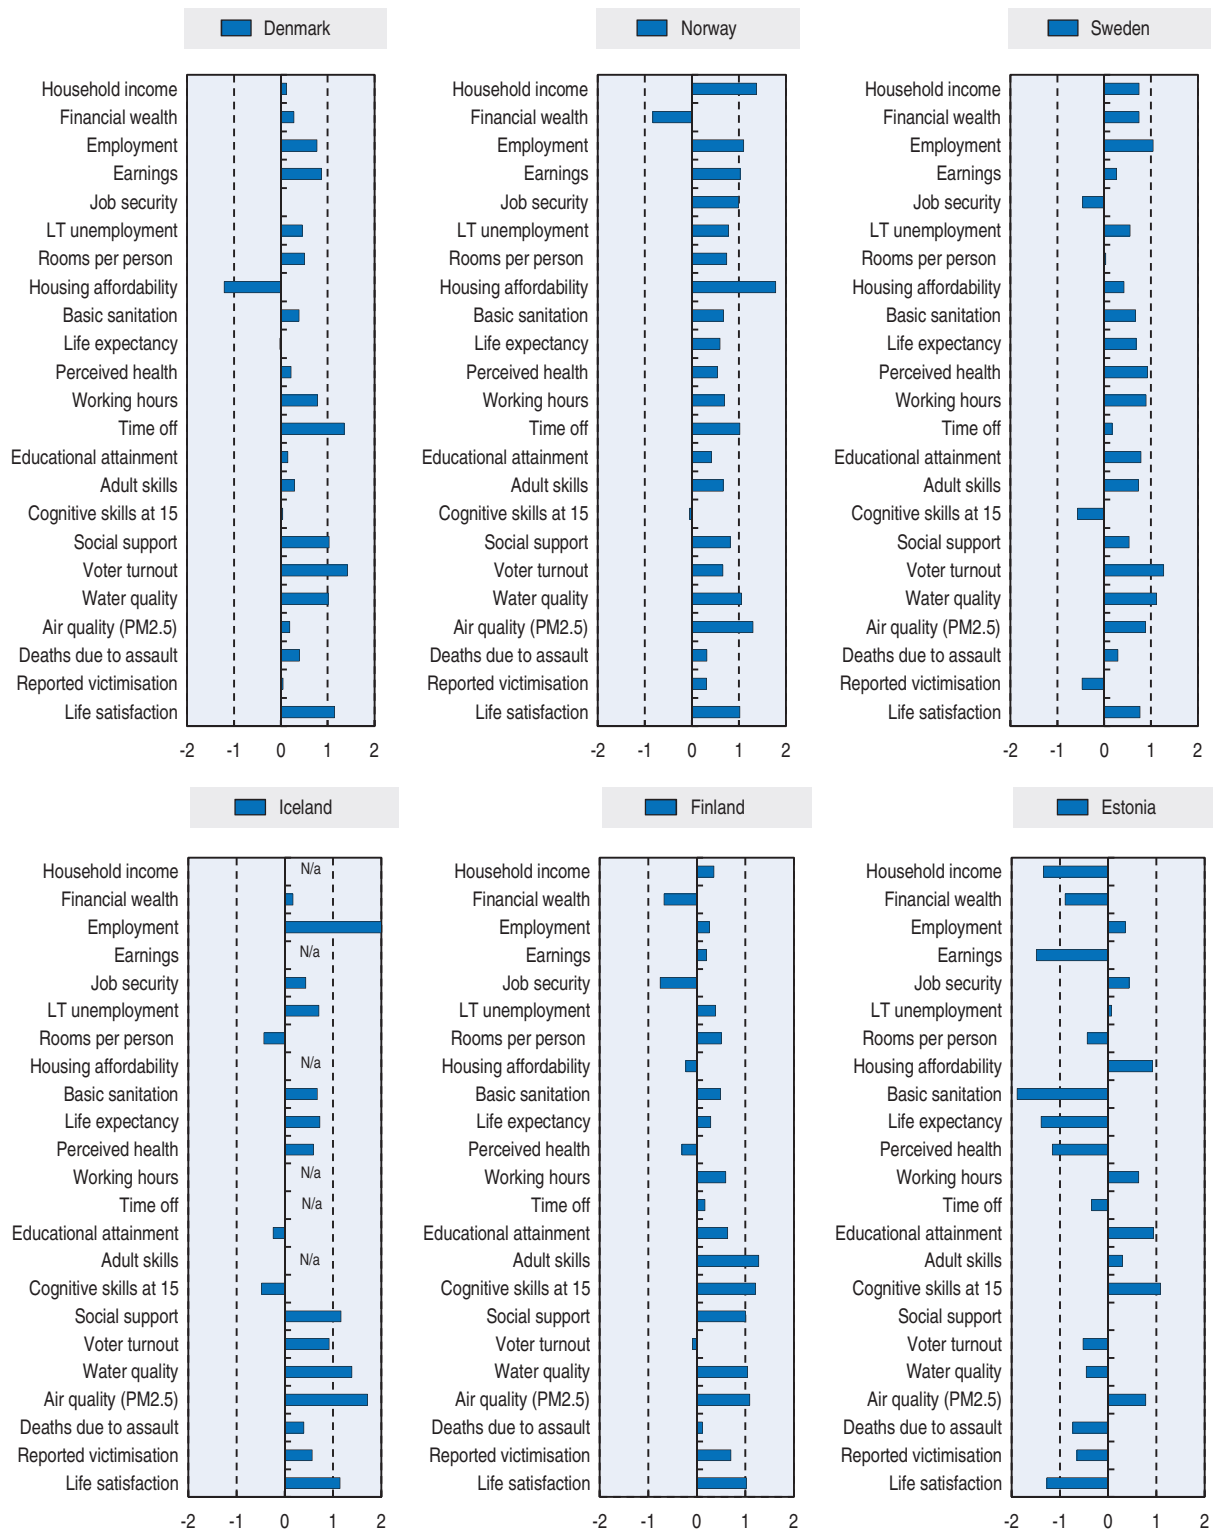 Denmark
Household income
Financial wealth
Employment
Earnings
Job security
LT unemployment
Rooms per person
Housing affordability
Basic sanitation
Life expectancy
Perceived health
Working hours
Time off
Educational attainment
Adult skills
Cognitive skills at 15
Social support
Voter turnout
Water quality
Air quality (PM2.5)
Deaths due to assault
Reported victimisation
Life satisfaction
-2 -1 0 1 2
Norway
Household income
Financial wealth
Employment
Earnings
Job security
LT unemployment
Rooms per person
Housing affordability
Basic sanitation
Life expectancy
Perceived health
Working hours
Time off
Educational attainment
Adult skills
Cognitive skills at 15
Social support
Voter turnout
Water quality
Air quality (PM2.5)
Deaths due to assault
Reported victimisation
Life satisfaction
-2 -1 0 1 2
Sweden
Household income
Financial wealth
Employment
Earnings
Job security
LT unemployment
Rooms per person
Housing affordability
Basic sanitation
Life expectancy
Perceived health
Working hours
Time off
Educational attainment
Adult skills
Cognitive skills at 15
Social support
Voter turnout
Water quality
Air quality (PM2.5)
Deaths due to assault
Reported victimisation
Life satisfaction
-2 -1 0 1 2
Iceland
Household income N/a
Financial wealth
Employment
Earnings N/a
Job security
LT unemployment
Rooms per person
Housing affordability N/a
Basic sanitation
Life expectancy
Perceived health
Working hours N/a
Time off N/a
Educational attainment
Adult skills N/a
Cognitive skills at 15
Social support
Voter turnout
Water quality
Air quality (PM2.5)
Deaths due to assault
Reported victimisation
Life satisfaction
-2 -1 0 1 2
Finland
Household income
Financial wealth
Employment
Earnings
Job security
LT unemployment
Rooms per person
Housing affordability
Basic sanitation
Life expectancy
Perceived health
Working hours
Time off
Educational attainment
Adult skills
Cognitive skills at 15
Social support
Voter turnout
Water quality
Air quality (PM2.5)
Deaths due to assault
Reported victimisation
Life satisfaction
-2 -1 0 1 2
Estonia
Household income
Financial wealth
Employment
Earnings
Job security
LT unemployment
Rooms per person
Housing affordability
Basic sanitation
Life expectancy
Perceived health
Working hours
Time off
Educational attainment
Adult skills
Cognitive skills at 15
Social support
Voter turnout
Water quality
Air quality (PM2.5)
Deaths due to assault
Reported victimisation
Life satisfaction
-2 -1 0 1 2